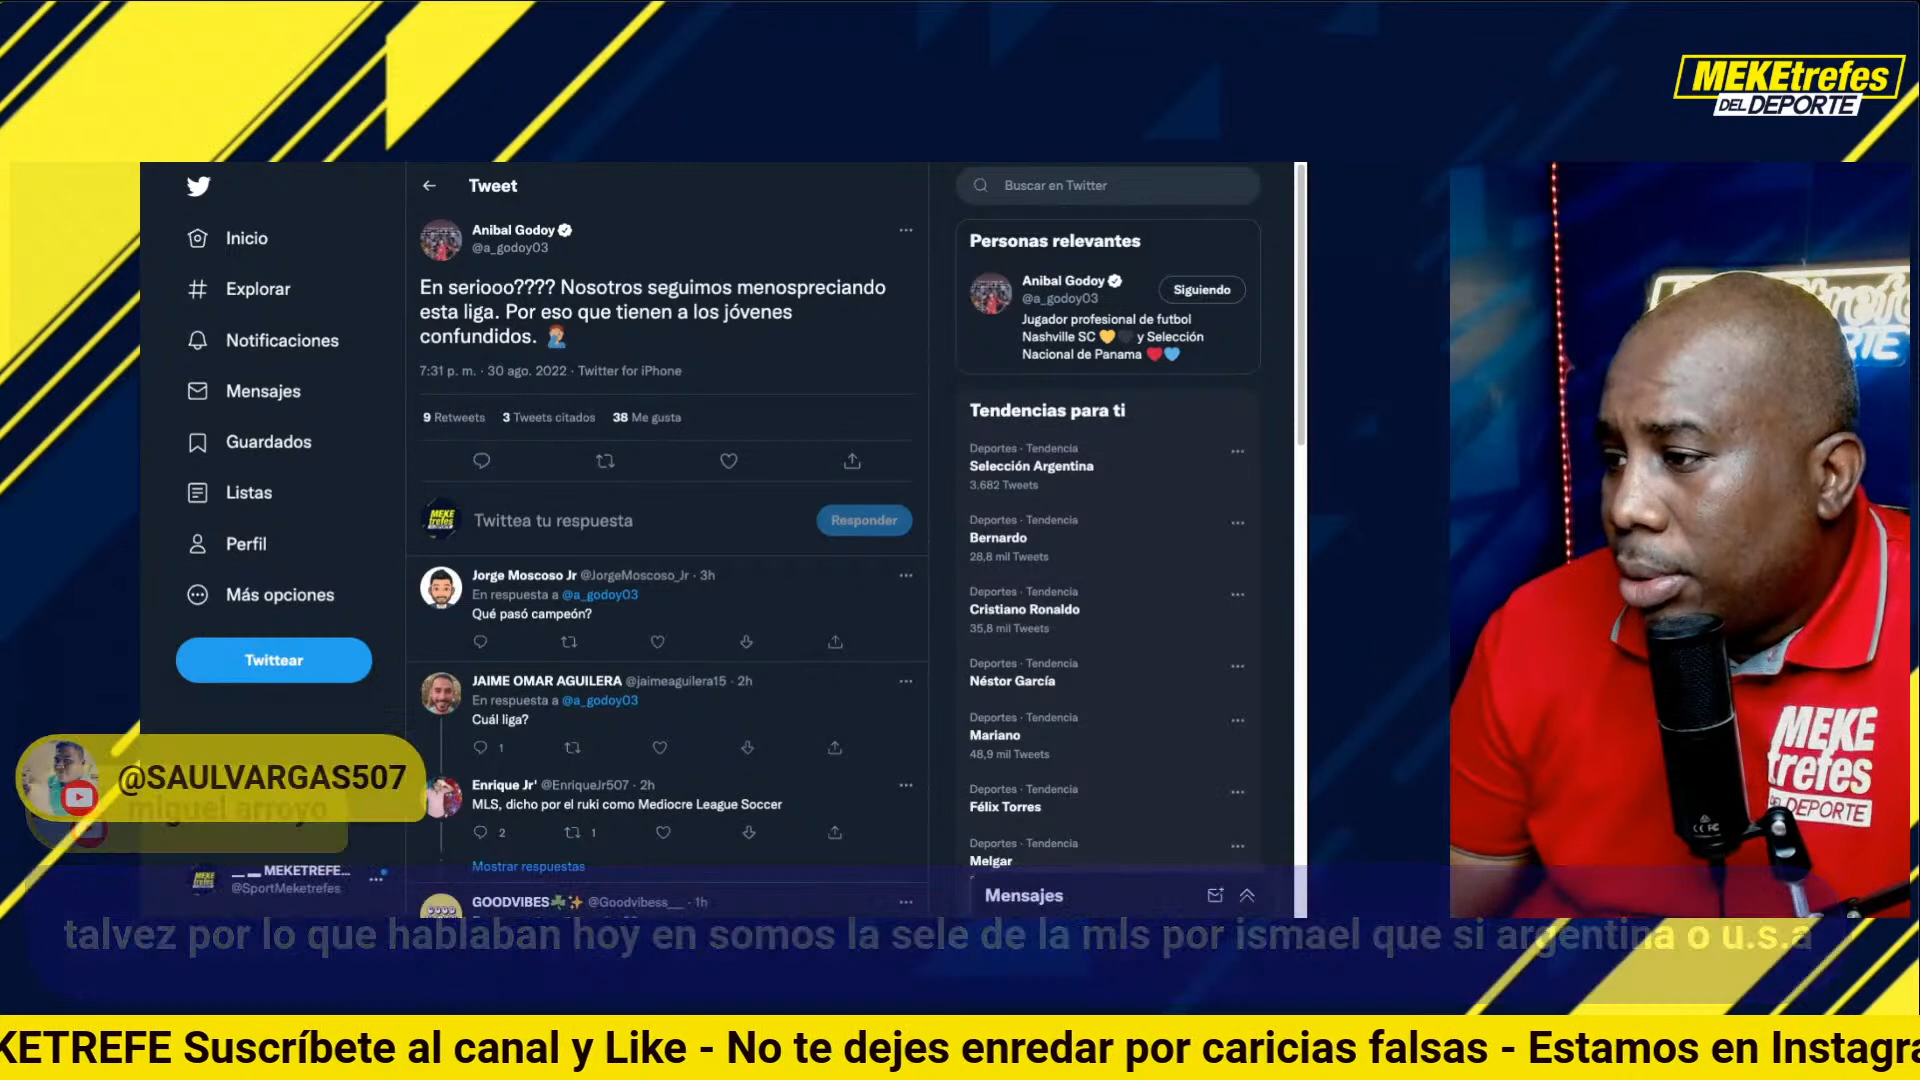 MEKEtrefes
DEL DEPORTE
Inicio
Explorar
Notificaciones
Mensajes
Guardados
Listas
Perfil
Más opciones
Twittear
MEKETREFE...
@SportMeketrefes
Tweet
Anibal Godoy
@a_godoy03
En seriooo???? Nosotros seguimos menospreciando
esta liga. Por eso que tienen a los jóvenes
confundidos.
7:31 p. m. · 30 ago. 2022 · Twitter for iPhone
9 Retweets 3 Tweets citados 38 Me gusta
MEKE
trefes
Twittea tu respuesta
Responder
Jorge Moscoso Jr @JorgeMoscoso_Jr · 3h
En respuesta a @a_godoy03
Qué pasó campeón?
JAIME OMAR AGUILERA @jaimeaguilera15 · 2h
En respuesta a @a_godoy03
Cuál liga?
1
Enrique Jr' @EnriqueJr507 · 2h
MLS, dicho por el ruki como Mediocre League Soccer
2 1
Mostrar respuestas
GOODVIBES @Goodvibess__ · 1h
Buscar en Twitter
Personas relevantes
Anibal Godoy
@a_godoy03
Siguiendo
Jugador profesional de futbol
Nashville SC y Selección
Nacional de Panama
Tendencias para ti
Deportes · Tendencia
Selección Argentina
3.682 Tweets
Deportes · Tendencia
Bernardo
28,8 mil Tweets
Deportes · Tendencia
Cristiano Ronaldo
35,8 mil Tweets
Deportes · Tendencia
Néstor García
Deportes · Tendencia
Mariano
48,9 mil Tweets
Deportes · Tendencia
Félix Torres
Deportes · Tendencia
Melgar
Mensajes
MEKE
trefes
DEL DEPORTE
@SAULVARGAS507
miguel arroyo
talvez por lo que hablaban hoy en somos la sele de la mls por ismael que si argentina o u.s.a
KETREFE Suscríbete al canal y Like - No te dejes enredar por caricias falsas - Estamos en Instagra